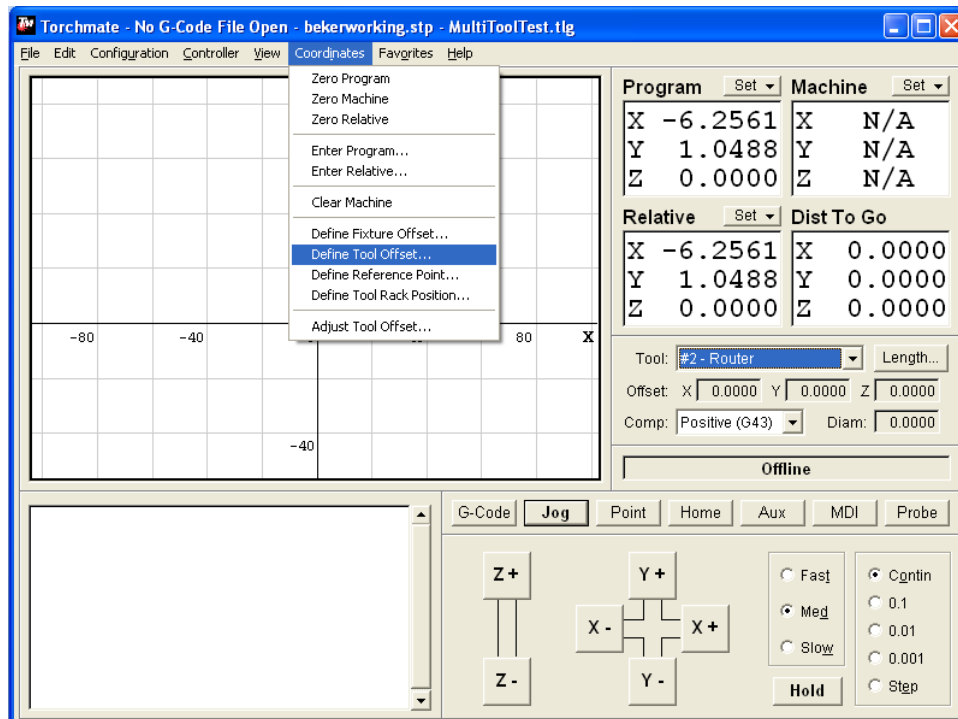 Torchmate - No G-Code File Open - bekerworking.stp - MultiToolTest.tlg
File Edit Configuration Controller View Coordinates Favorites Help
Zero Program
Zero Machine
Zero Relative
Enter Program...
Enter Relative...
Clear Machine
Define Fixture Offset...
Define Tool Offset...
Define Reference Point...
Define Tool Rack Position...
Adjust Tool Offset...
-80 -40 80 X
-40
Program Set Machine Set
X -6.2561 X N/A
Y 1.0488 Y N/A
Z 0.0000 Z N/A
Relative Set Dist To Go
X -6.2561 X 0.0000
Y 1.0488 Y 0.0000
Z 0.0000 Z 0.0000
Tool: #2 - Router Length...
Offset: X 0.0000 Y 0.0000 Z 0.0000
Comp: Positive (G43) Diam: 0.0000
Offline
G-Code Jog Point Home Aux MDI Probe
Z + Y + X - X + Z - Y -
Fast
Med
Slow
Hold
Contin
0.1
0.01
0.001
Step